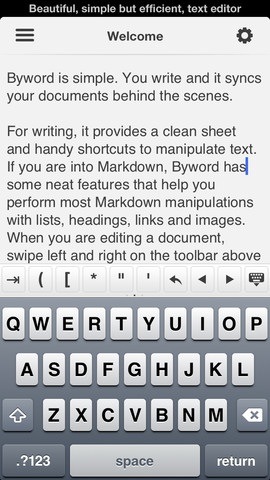 Beautiful, simple but efficient, text editor
Welcome
Byword is simple. You write and it syncs
your documents behind the scenes.
For writing, it provides a clean sheet
and handy shortcuts to manipulate text.
If you are into Markdown, Byword has
some neat features that help you
perform most Markdown manipulations
with lists, headings, links and images.
When you are editing a document,
swipe left and right on the toolbar above
( [ * " '
Q W E R T Y U I O P
A S D F G H J K L
Z X C V B N M
.?123 space return